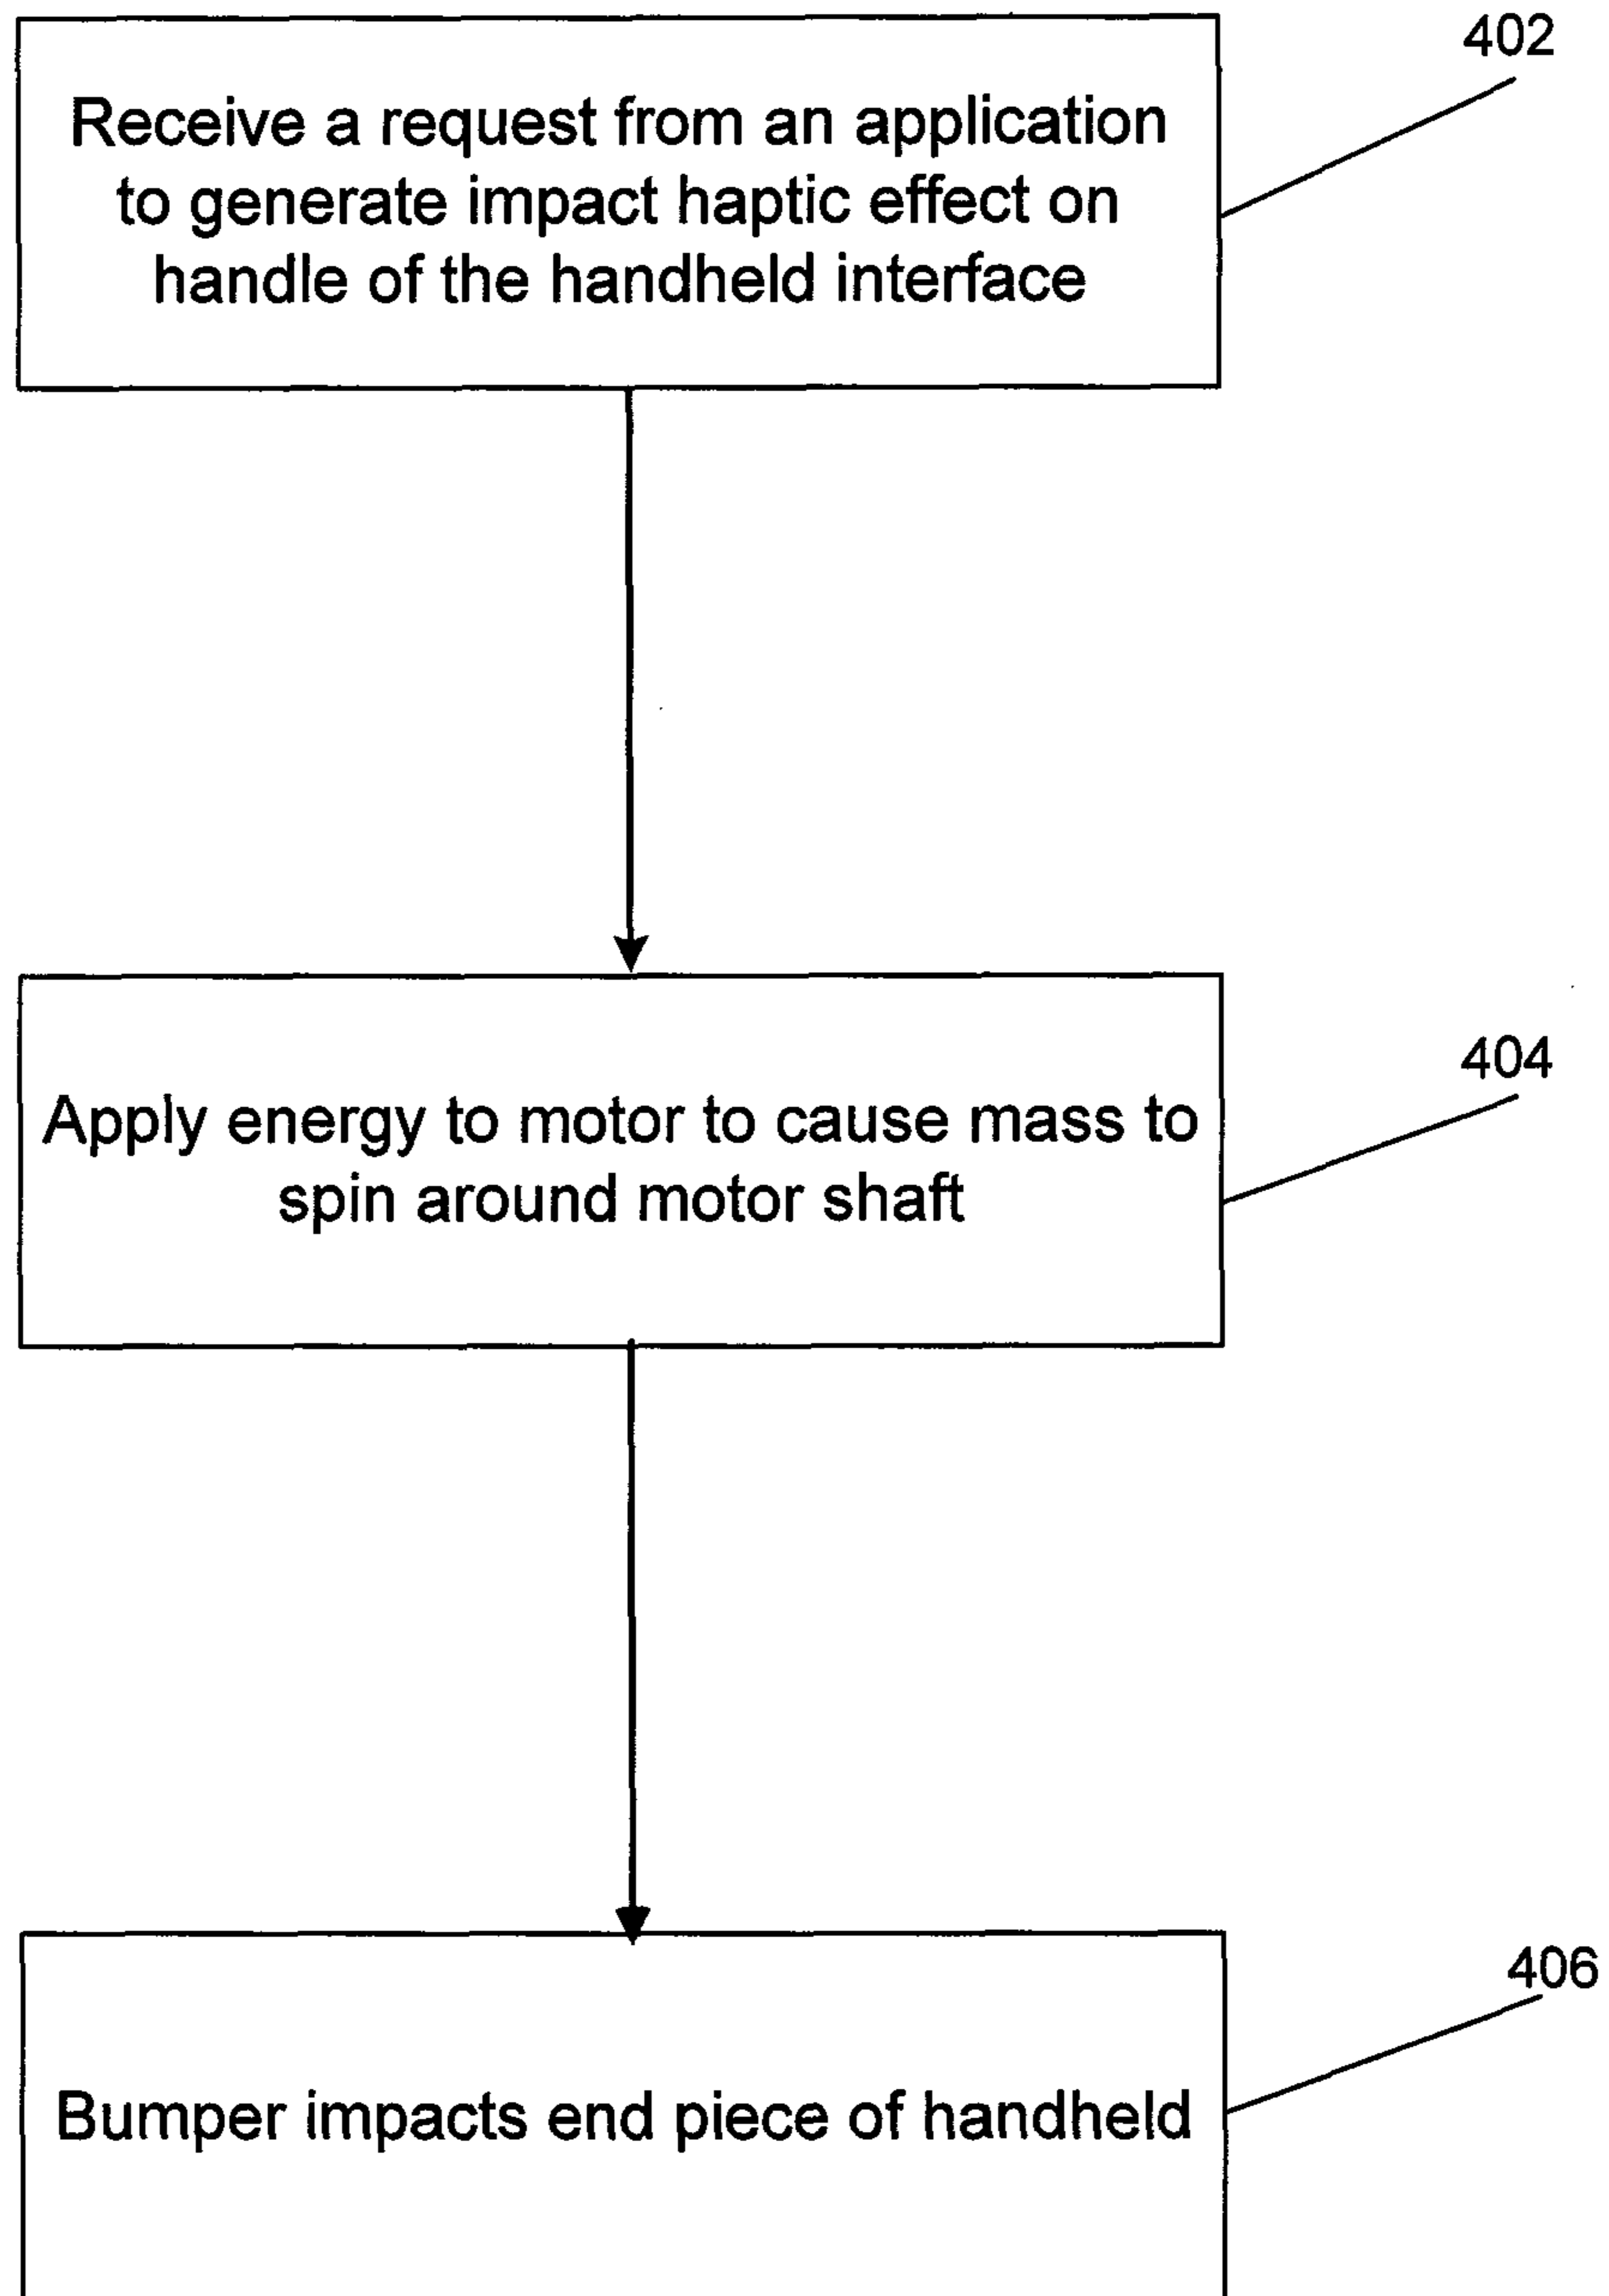 402
Receive a request from an application
to generate impact haptic effect on
handle of the handheld interface
404
Apply energy to motor to cause mass to
spin around motor shaft
406
Bumper impacts end piece of handheld